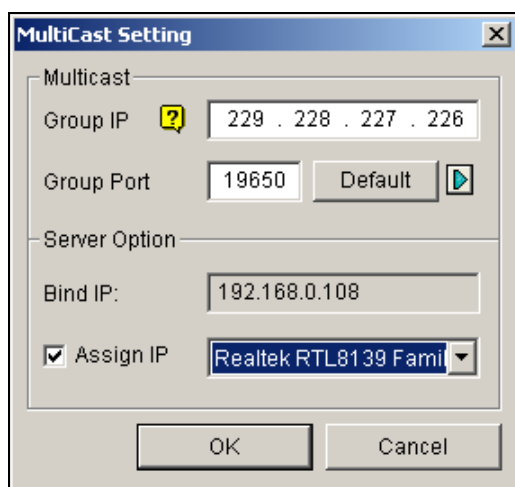 MultiCast Setting
Multicast
Group IP 229 . 228 . 227 . 226
Group Port 19650 Default
Server Option
Bind IP: 192.168.0.108
Assign IP Realtek RTL8139 Famil
OK Cancel